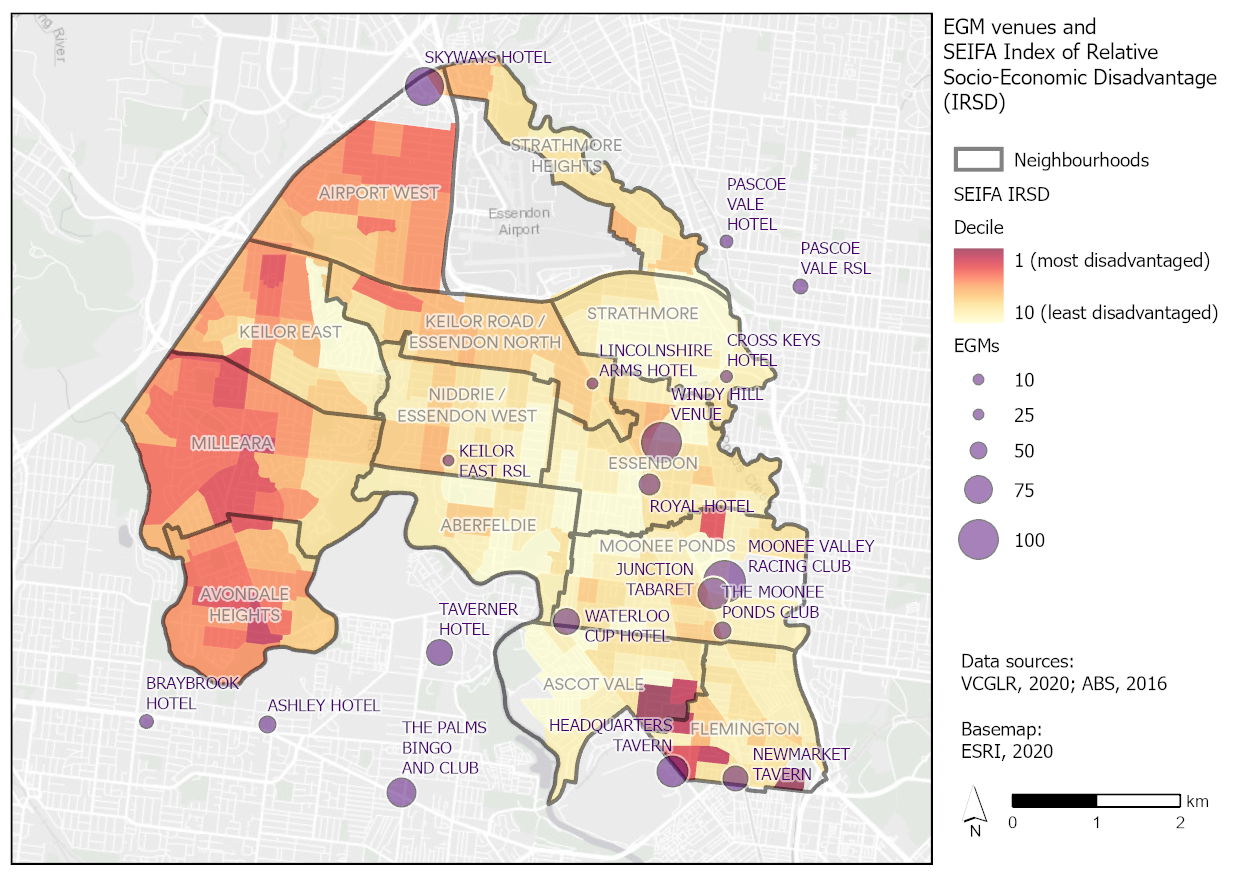 ng River
SKYWAYS HOTEL
STRATHMORE
HEIGHTS
AIRPORT WEST
PASCOE
VALE
HOTEL
Essendon
Airport
PASCOE
VALE RSL
STRATHMORE
KEILOR EAST
KEILOR ROAD /
ESSENDON NORTH
CROSS KEYS
HOTEL
LINCOLNSHIRE
ARMS HOTEL
WINDY HILL
VENUE
NIDDRIE /
ESSENDON WEST
MILLEARA
KEILOR
EAST RSL
ESSENDON
ROYAL HOTEL
ABERFELDIE
MOONEE PONDS
MOONEE VALLEY
RACING CLUB
JUNCTION
TABARET
THE MOONEE
PONDS CLUB
AVONDALE
HEIGHTS
TAVERNER
HOTEL
WATERLOO
CUP HOTEL
BRAYBROOK
HOTEL
ASHLEY HOTEL
ASCOT VALE
THE PALMS
BINGO
AND CLUB
HEADQUARTERS
TAVERN
FLEMINGTON
NEWMARKET
TAVERN
EGM venues and
SEIFA Index of Relative
Socio-Economic Disadvantage
(IRSD)
Neighbourhoods
SEIFA IRSD
Decile
1 (most disadvantaged)
10 (least disadvantaged)
EGMs
10
25
50
75
100
Data sources:
VCGLR, 2020; ABS, 2016
Basemap:
ESRI, 2020
N
km
0 1 2